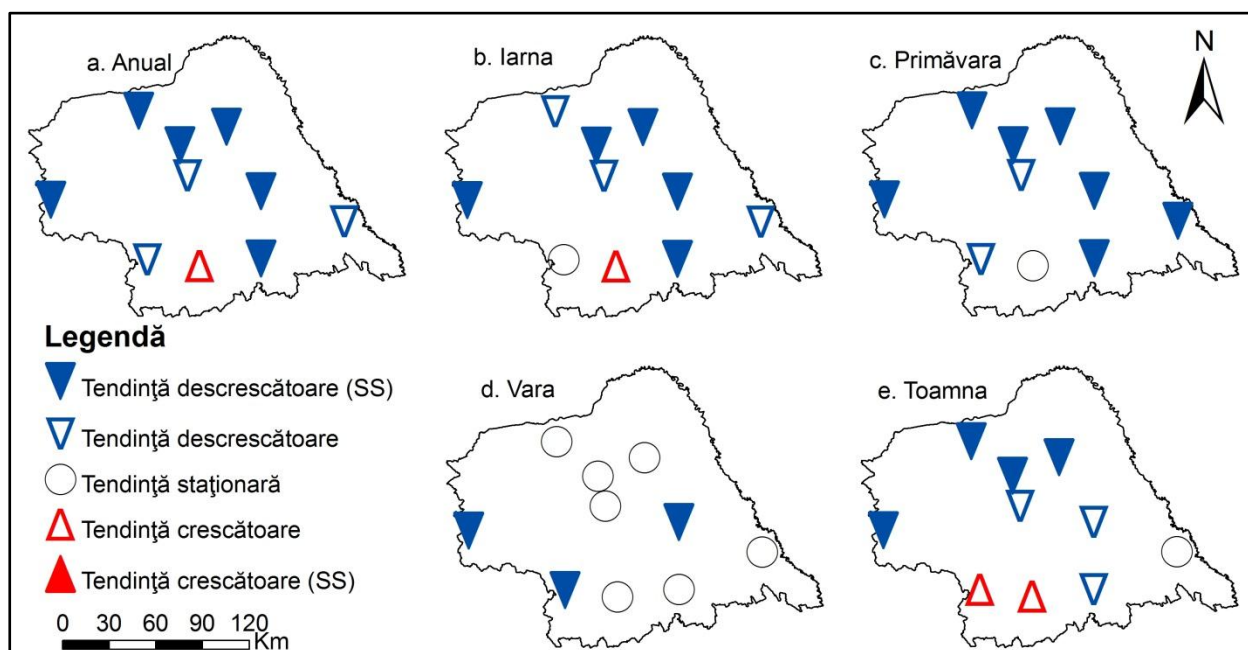 a. Anual
b. Iarna
c. Primăvara
N
Legendă
Tendinţă descrescătoare (SS)
Tendinţă descrescătoare
Tendinţă staţionară
Tendinţă crescătoare
Tendinţă crescătoare (SS)
0 30 60 90 120
Km
d. Vara
e. Toamna